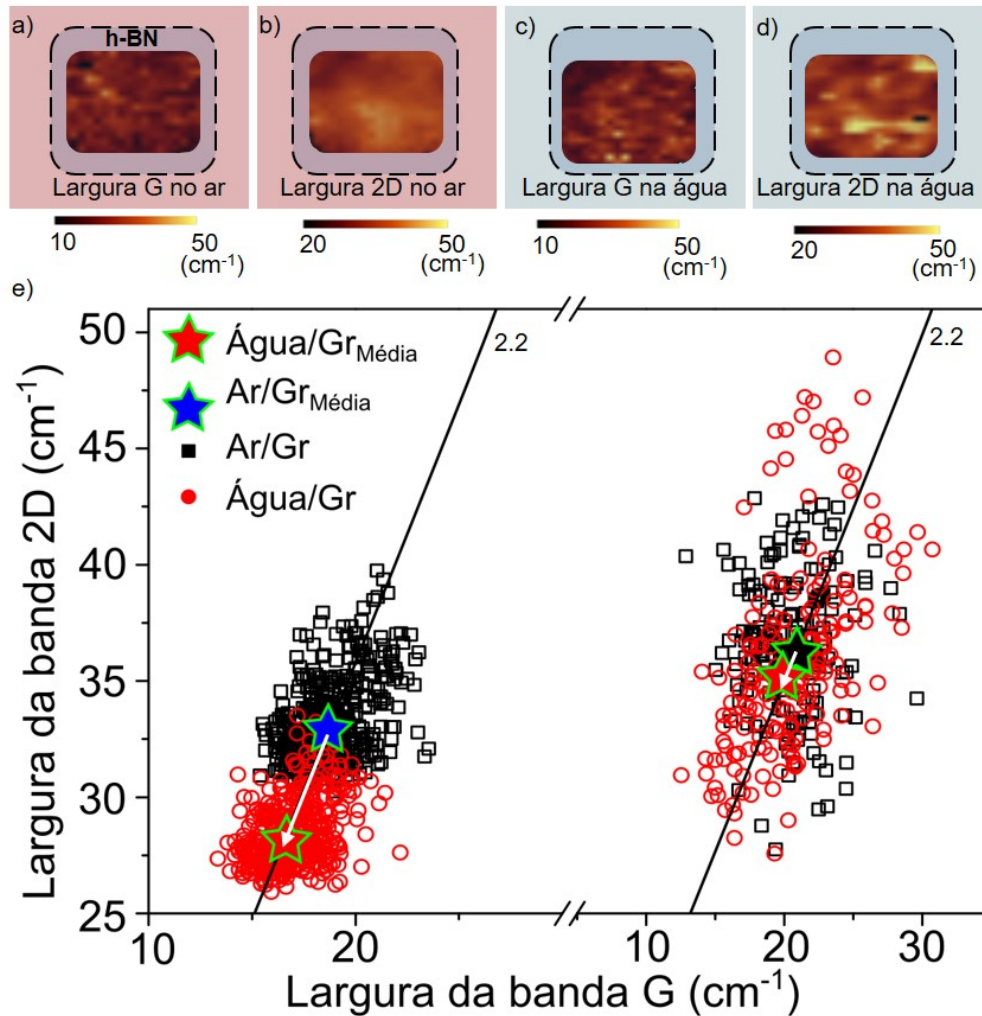 a)
h-BN
Largura G no ar
10 50
(cm⁻¹)
b)
Largura 2D no ar
20 50
(cm⁻¹)
c)
Largura G na água
10 50
(cm⁻¹)
d)
Largura 2D na água
20 50
(cm⁻¹)
e)
Água/Gr_Média
Ar/Gr_Média
Ar/Gr
Água/Gr
2.2
2.2
Largura da banda 2D (cm⁻¹)
50
45
40
35
30
25
10 20 10 20 30
Largura da banda G (cm⁻¹)